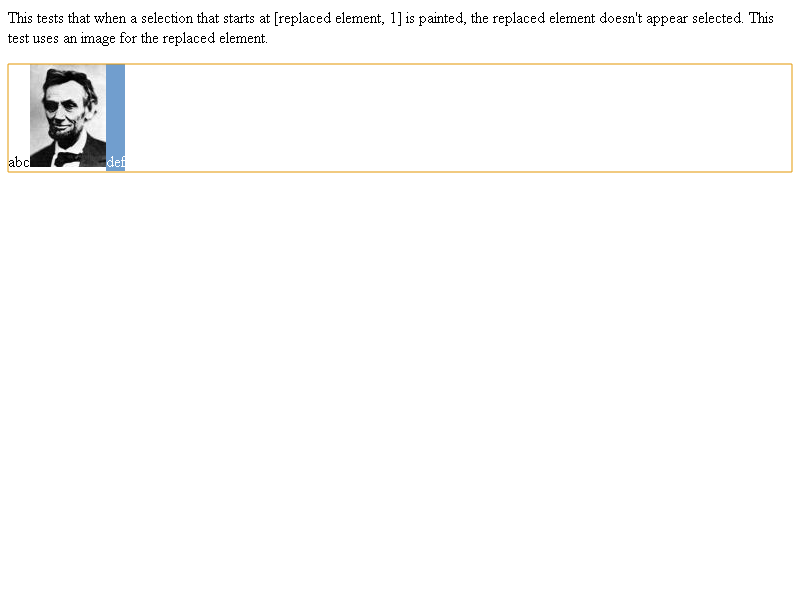 This tests that when a selection that starts at [replaced element, 1] is painted, the replaced element doesn't appear selected. This
test uses an image for the replaced element.
abc def